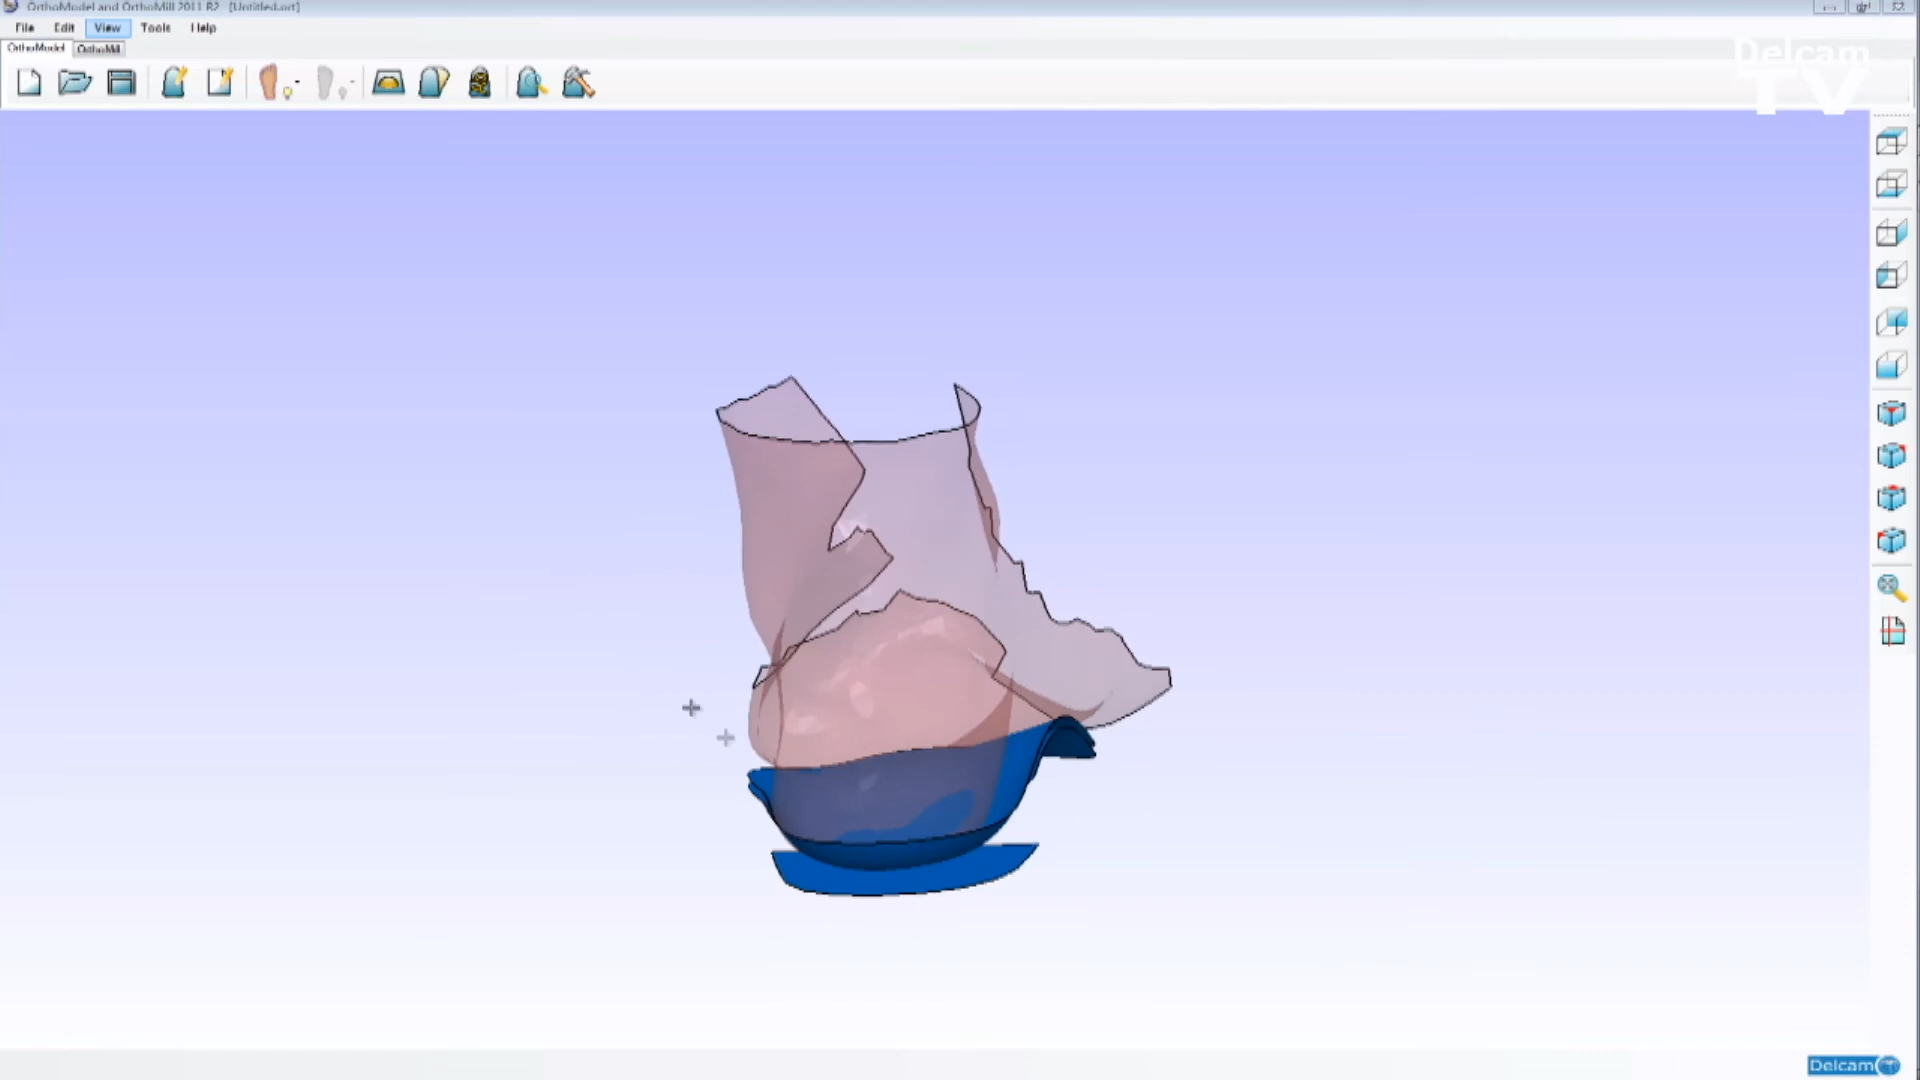 OrthoModel and OrthoMill 2011 R2 [Untitled.ort]
File Edit View Tools Help
OrthoModel OrthoMill
Delcam
TV
Delcam